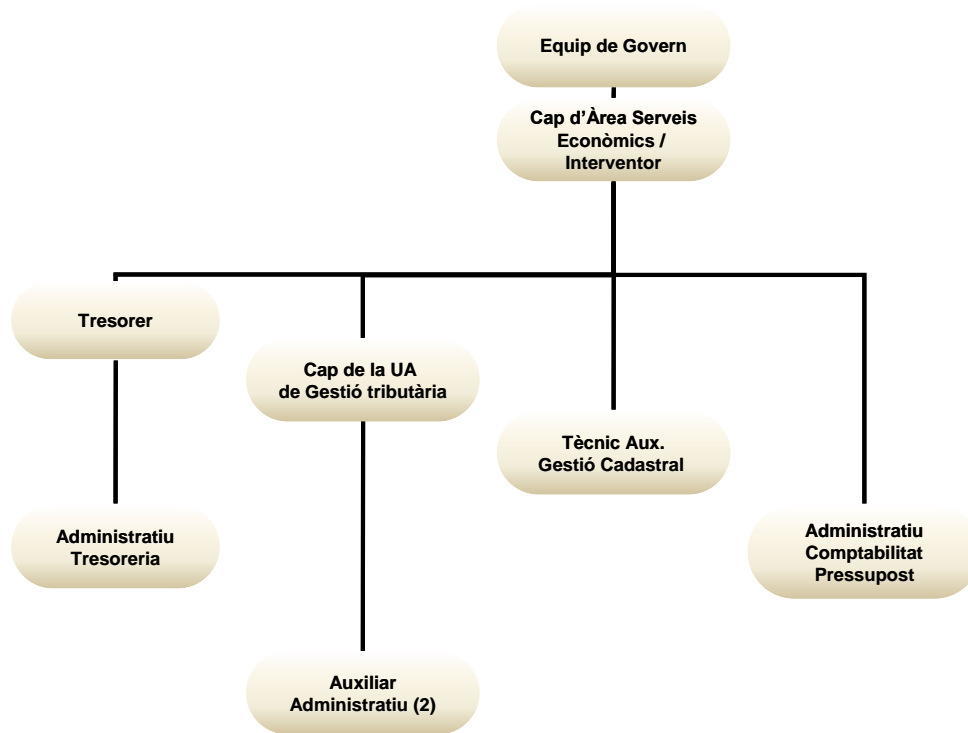 Equip de Govern
Cap d’Àrea Serveis
Econòmics /
Interventor
Tresorer
Cap de la UA
de Gestió tributària
Tècnic Aux.
Gestió Cadastral
Administratiu
Tresoreria
Administratiu
Comptabilitat
Pressupost
Auxiliar
Administratiu (2)